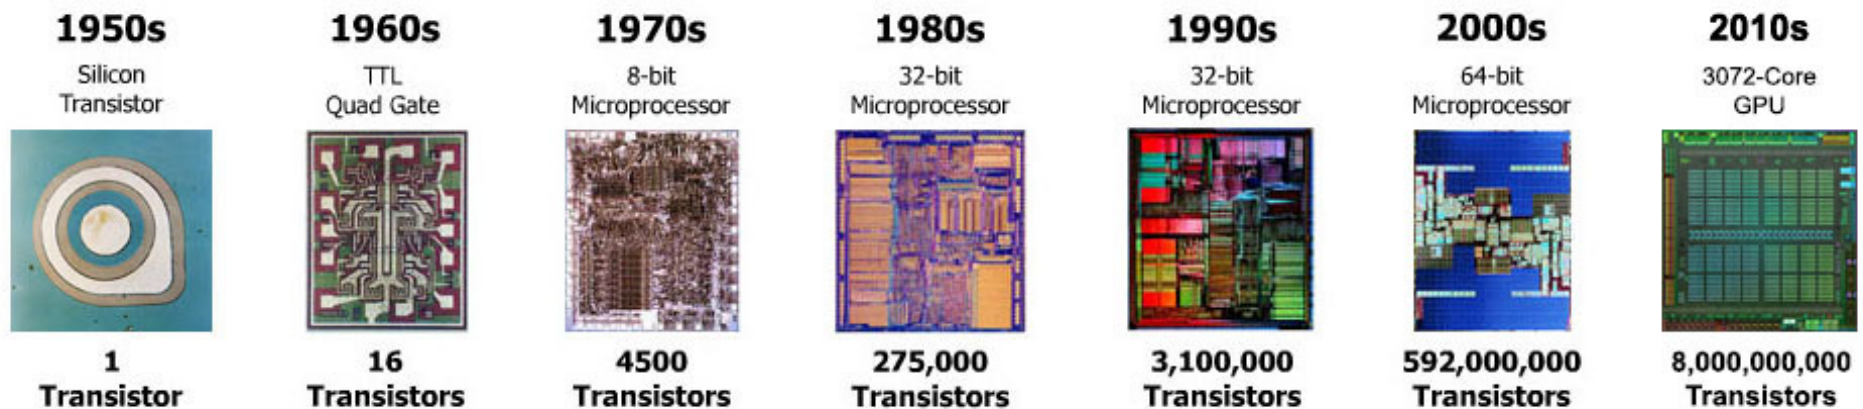 1950s
Silicon
Transistor
1
Transistor
1960s
TTL
Quad Gate
16
Transistors
1970s
8-bit
Microprocessor
4500
Transistors
1980s
32-bit
Microprocessor
275,000
Transistors
1990s
32-bit
Microprocessor
3,100,000
Transistors
2000s
64-bit
Microprocessor
592,000,000
Transistors
2010s
3072-Core
GPU
8,000,000,000
Transistors